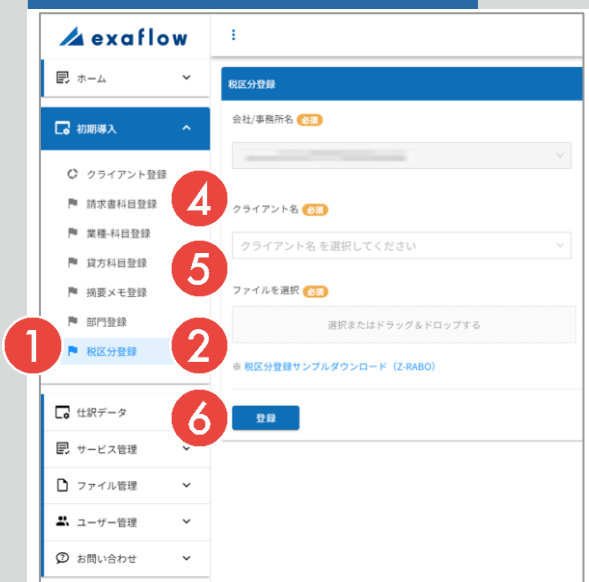 exaflow
ホーム
初期導入
クライアント登録
請求書科目登録
業種-科目登録
貸方科目登録
摘要メモ登録
部門登録
1
税区分登録
仕訳データ
サービス管理
ファイル管理
ユーザー管理
お問い合わせ
税区分登録
会社/事務所名 必須
4
クライアント名 必須
クライアント名 を選択してください
5
ファイルを選択 必須
選択またはドラッグ＆ドロップする
2
※ 税区分登録サンプルダウンロード（Z-RABO）
6
登録